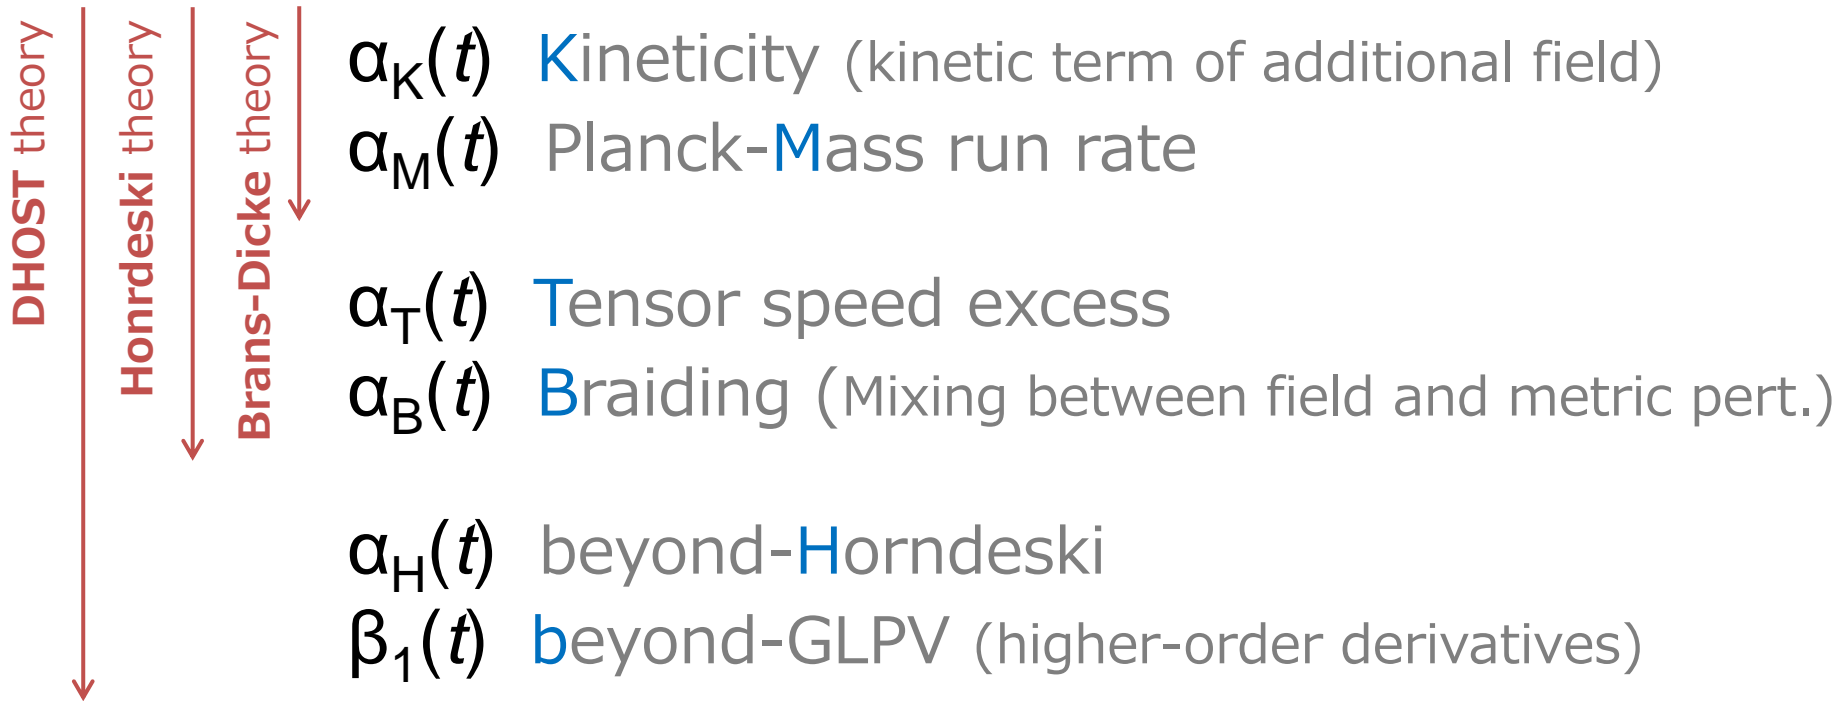 DHOST theory
Honrdeski theory
Brans-Dicke theory
αK(t) Kineticity (kinetic term of additional field)
αM(t) Planck-Mass run rate
αT(t) Tensor speed excess
αB(t) Braiding (Mixing between field and metric pert.)
αH(t) beyond-Horndeski
β1(t) beyond-GLPV (higher-order derivatives)